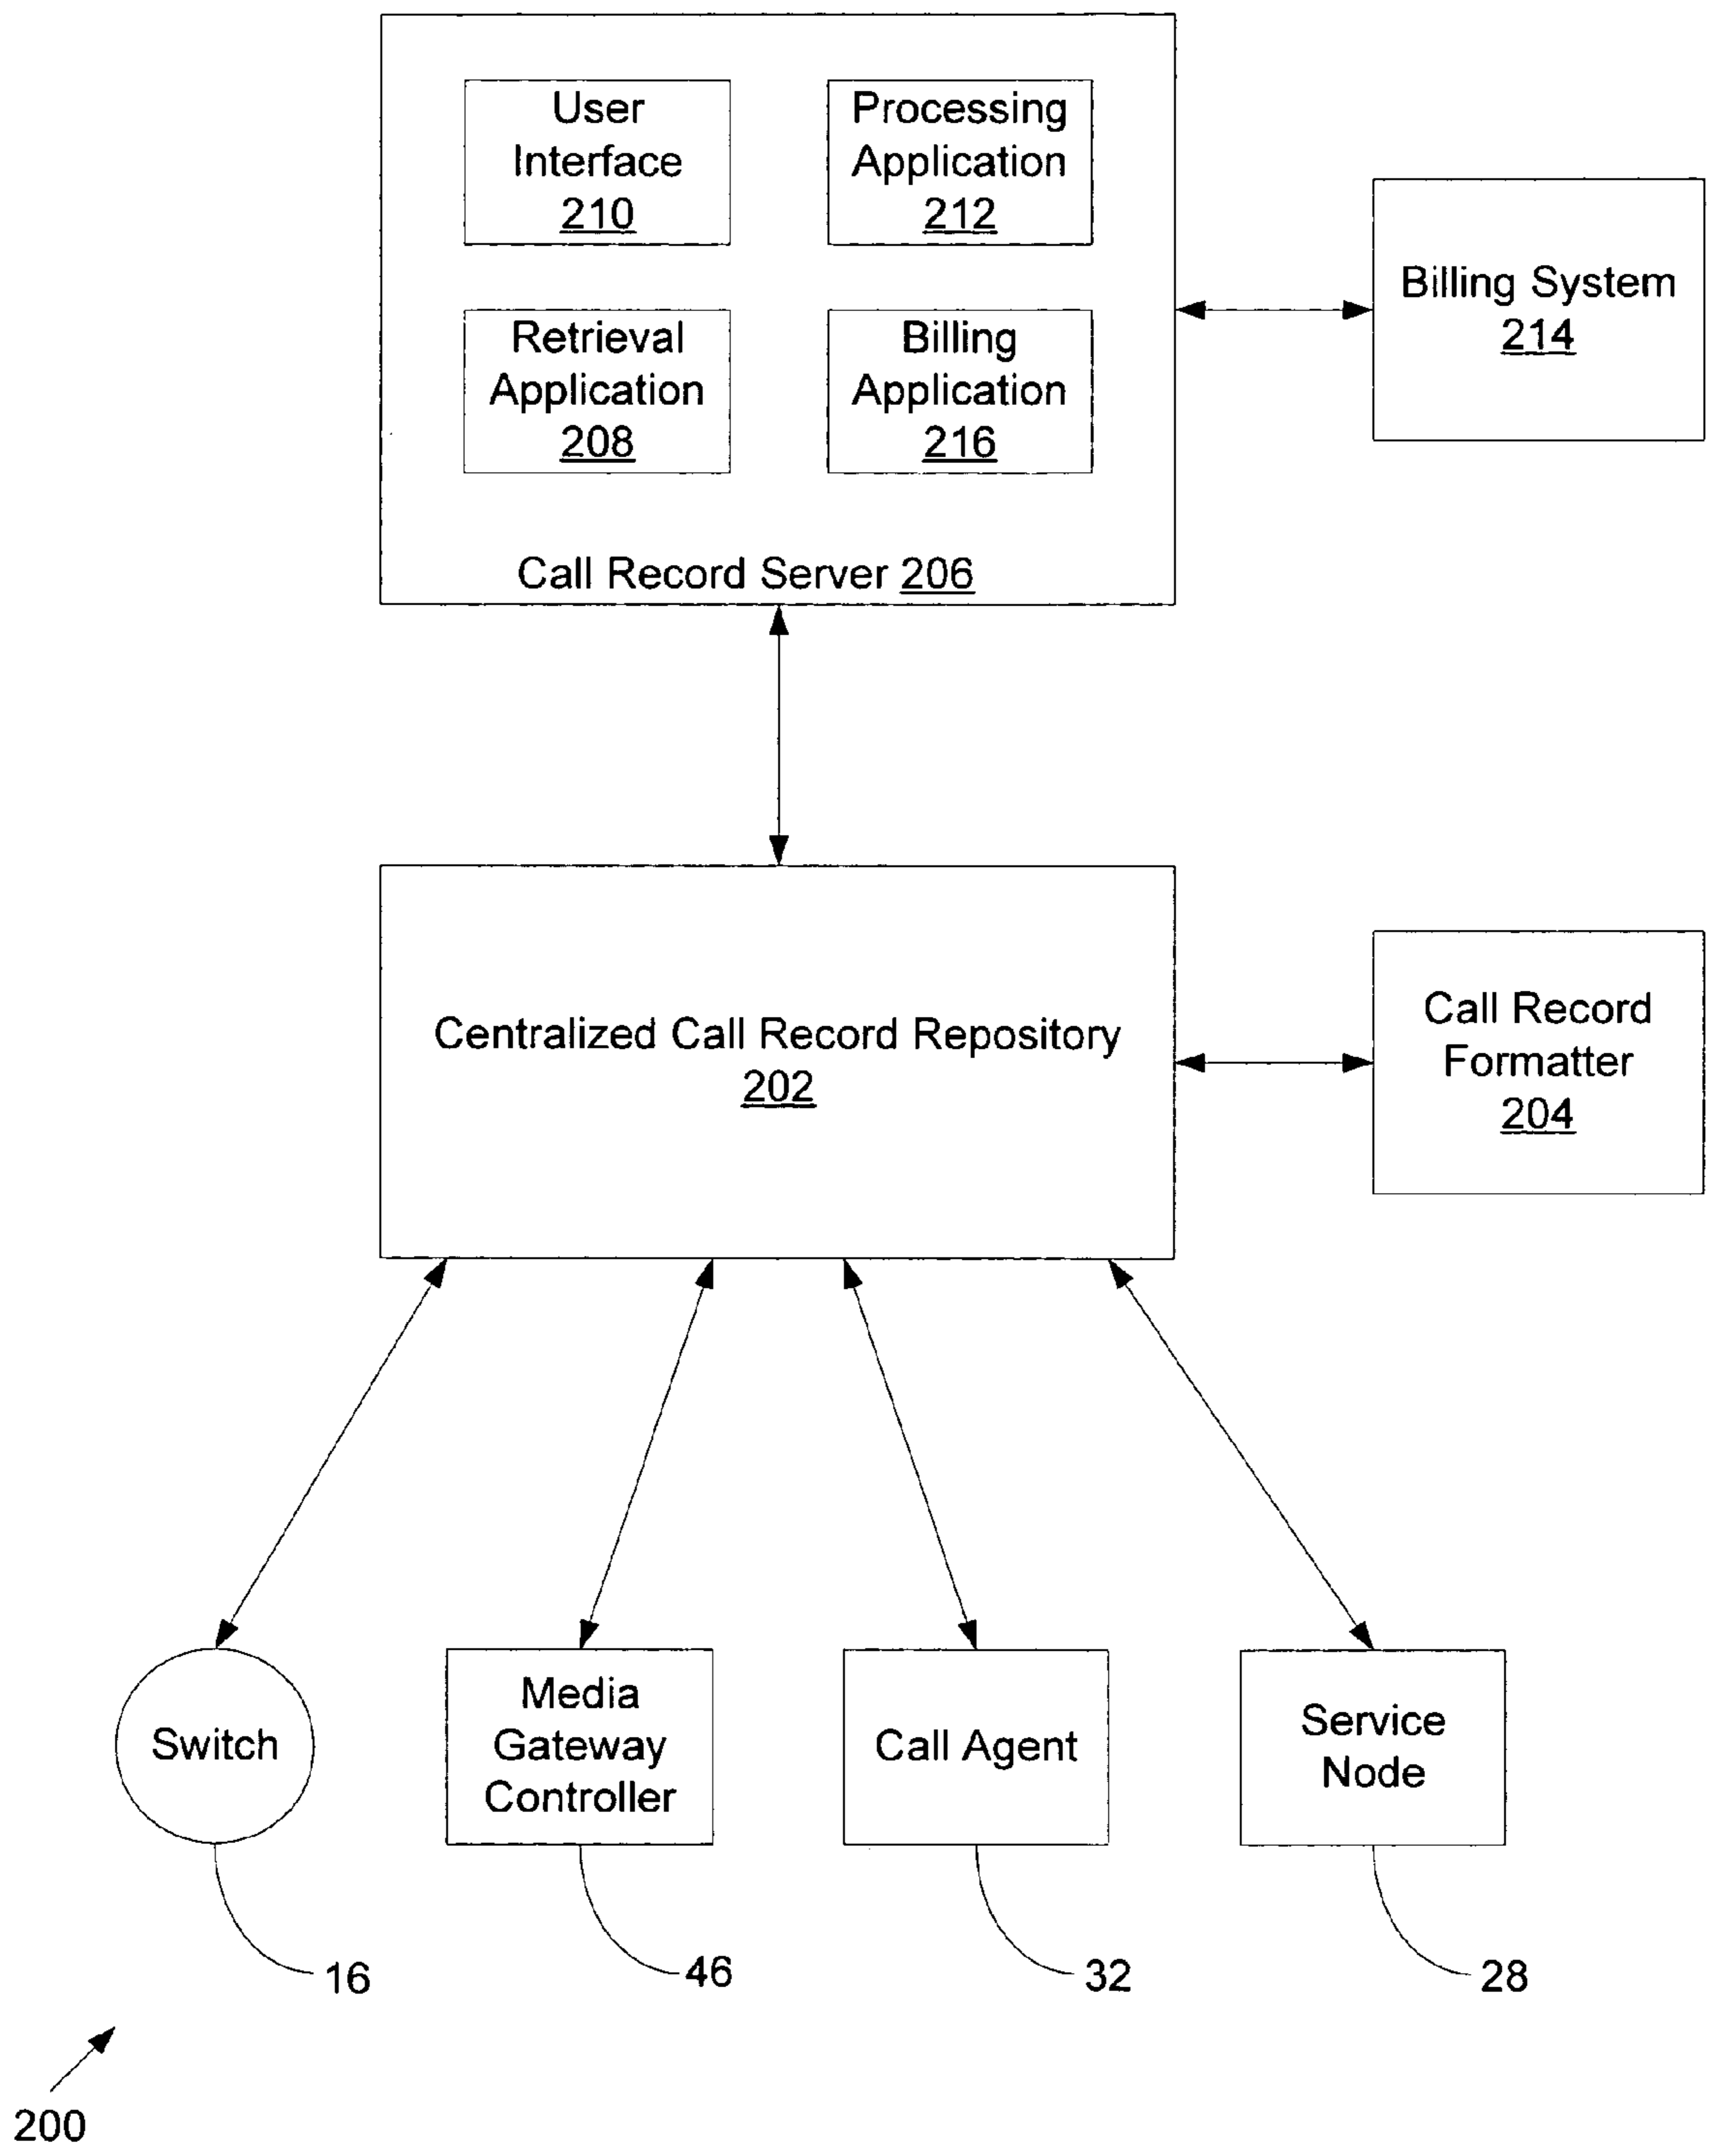 User
Interface
210
Processing
Application
212
Retrieval
Application
208
Billing
Application
216
Call Record Server 206
Billing System
214
Centralized Call Record Repository
202
Call Record
Formatter
204
Switch
Media
Gateway
Controller
Call Agent
Service
Node
16
46
32
28
200